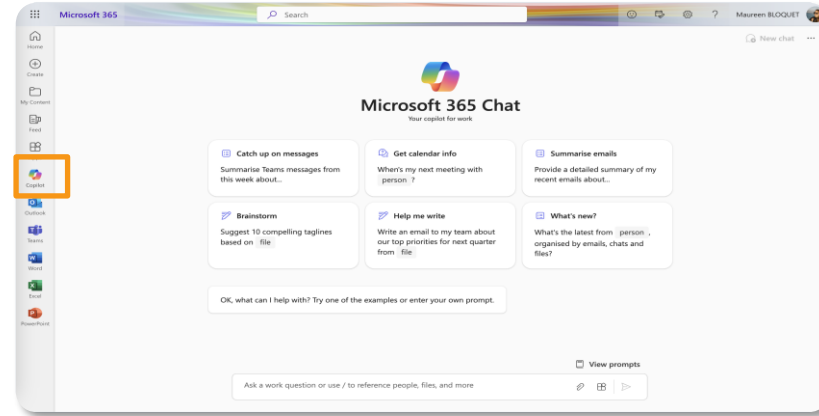 Microsoft 365
Search
?
Maureen BLOQUET
New chat
Home
Create
My Content
Feed
Copilot
Outlook
Teams
Word
Excel
PowerPoint
Microsoft 365 Chat
Your copilot for work
Catch up on messages
Summarise Teams messages from
this week about...
Get calendar info
When's my next meeting with
person ?
Summarise emails
Provide a detailed summary of my
recent emails about...
Brainstorm
Suggest 10 compelling taglines
based on file
Help me write
Write an email to my team about
our top priorities for next quarter
from file
What's new?
What's the latest from person ,
organised by emails, chats and
files?
OK, what can I help with? Try one of the examples or enter your own prompt.
View prompts
Ask a work question or use / to reference people, files, and more